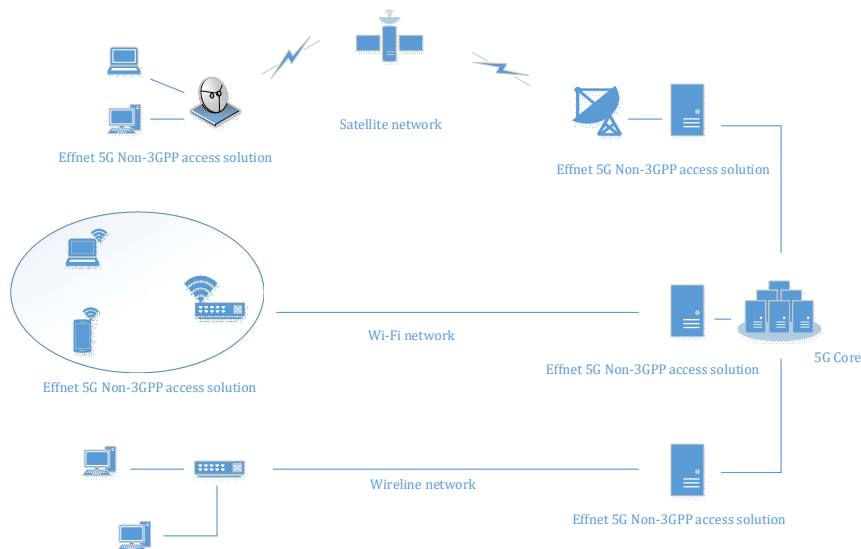 Satellite network
Effnet 5G Non-3GPP access solution
Effnet 5G Non-3GPP access solution
Wi-Fi network
5G Core
Effnet 5G Non-3GPP access solution
Effnet 5G Non-3GPP access solution
Wireline network
Effnet 5G Non-3GPP access solution